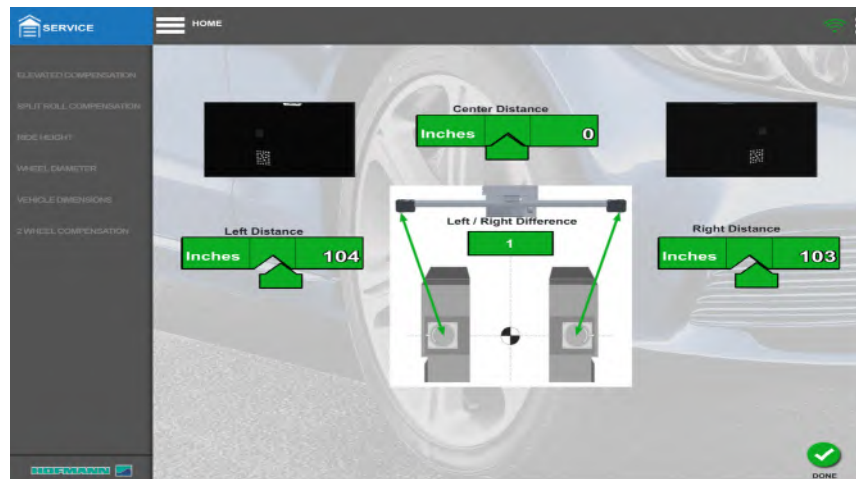 SERVICE
HOME
ELEVATED COMPENSATION
SPLIT ROLL COMPENSATION
RIDE HEIGHT
WHEEL DIAMETER
VEHICLE DIMENSIONS
2 WHEEL COMPENSATION
Center Distance
Inches 0
Left / Right Difference
1
Left Distance
Inches 104
Right Distance
Inches 103
HOFMANN
DONE